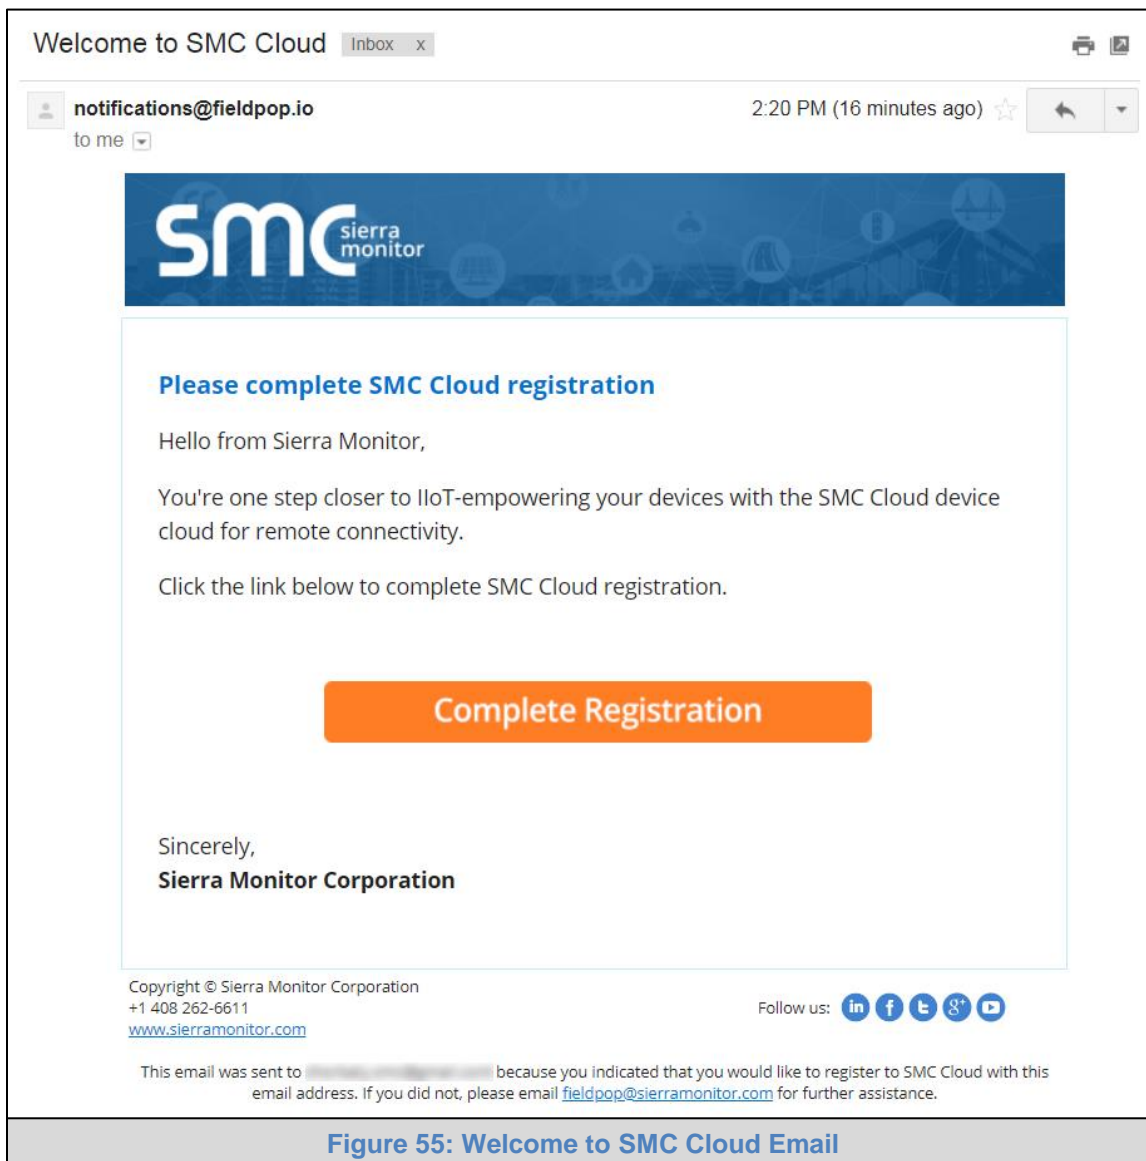 Welcome to SMC Cloud Inbox x
notifications@fieldpop.io 2:20 PM (16 minutes ago)
to me
smc sierra
monitor
Please complete SMC Cloud registration
Hello from Sierra Monitor,
You're one step closer to IIoT-empowering your devices with the SMC Cloud device
cloud for remote connectivity.
Click the link below to complete SMC Cloud registration.
Complete Registration
Sincerely,
Sierra Monitor Corporation
Copyright © Sierra Monitor Corporation
+1 408 262-6611
www.sierramonitor.com
Follow us: in f t g+
This email was sent to because you indicated that you would like to register to SMC Cloud with this
email address. If you did not, please email fieldpop@sierramonitor.com for further assistance.
Figure 55: Welcome to SMC Cloud Email